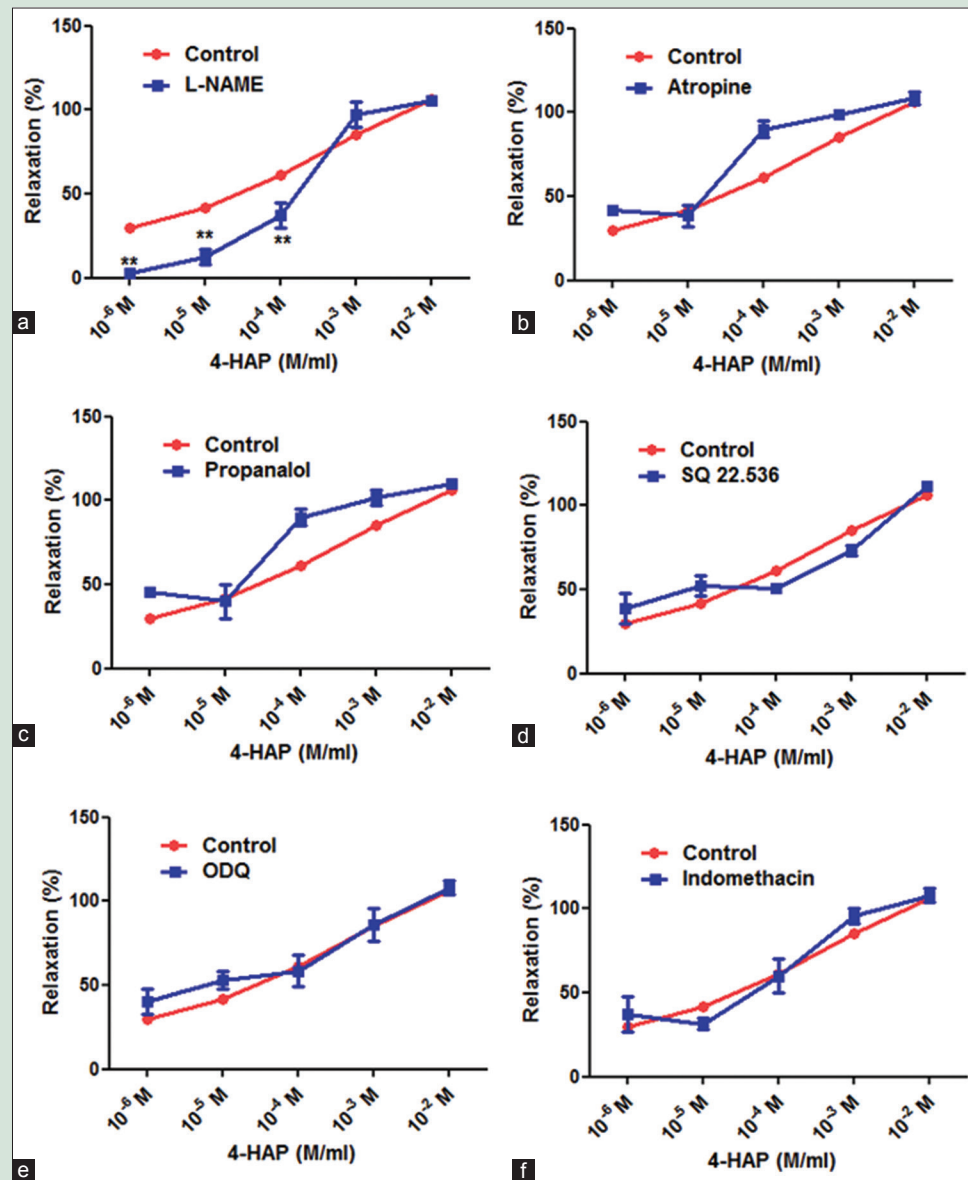 150
100
50
0
Relaxation (%)
Control
L-NAME
**
**
**
10⁻⁶ M
10⁻⁵ M
10⁻⁴ M
10⁻³ M
10⁻² M
4-HAP (M/ml)
a
150
100
50
0
Relaxation (%)
Control
Atropine
10⁻⁶ M
10⁻⁵ M
10⁻⁴ M
10⁻³ M
10⁻² M
4-HAP (M/ml)
b
150
100
50
0
Relaxation (%)
Control
Propanalol
10⁻⁶ M
10⁻⁵ M
10⁻⁴ M
10⁻³ M
10⁻² M
4-HAP (M/ml)
c
150
100
50
0
Relaxation (%)
Control
SQ 22.536
10⁻⁶ M
10⁻⁵ M
10⁻⁴ M
10⁻³ M
10⁻² M
4-HAP (M/ml)
d
150
100
50
0
Relaxation (%)
Control
ODQ
10⁻⁶ M
10⁻⁵ M
10⁻⁴ M
10⁻³ M
10⁻² M
4-HAP (M/ml)
e
150
100
50
0
Relaxation (%)
Control
Indomethacin
10⁻⁶ M
10⁻⁵ M
10⁻⁴ M
10⁻³ M
10⁻² M
4-HAP (M/ml)
f